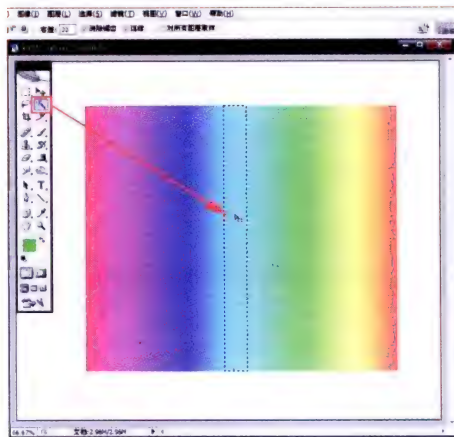 图像(I) 图层(L) 选择(S) 滤镜(T) 视图(V) 窗口(W) 帮助(H)
容差: 20 消除锯齿 连续 对所有图层取样
66.67% 文档:2.96M/2.96M